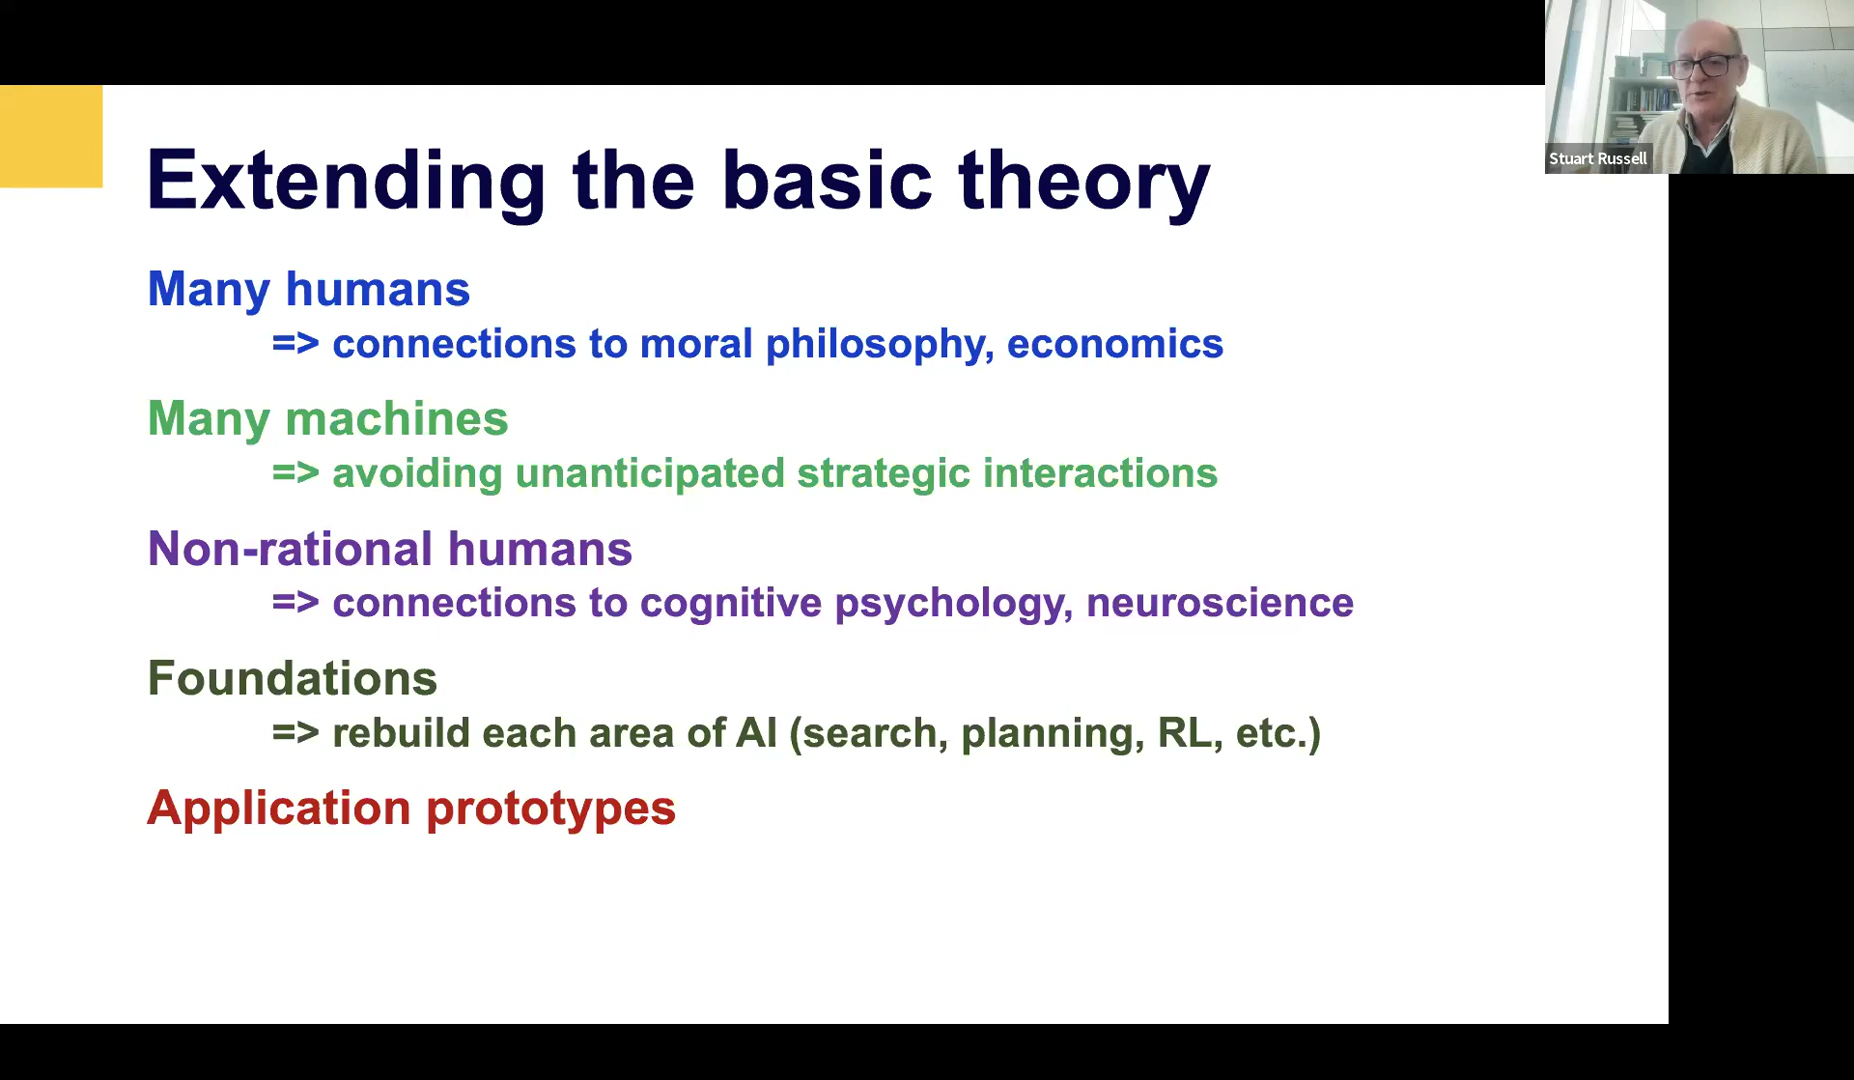 Extending the basic theory
Stuart Russell
Many humans
=> connections to moral philosophy, economics
Many machines
=> avoiding unanticipated strategic interactions
Non-rational humans
=> connections to cognitive psychology, neuroscience
Foundations
=> rebuild each area of AI (search, planning, RL, etc.)
Application prototypes